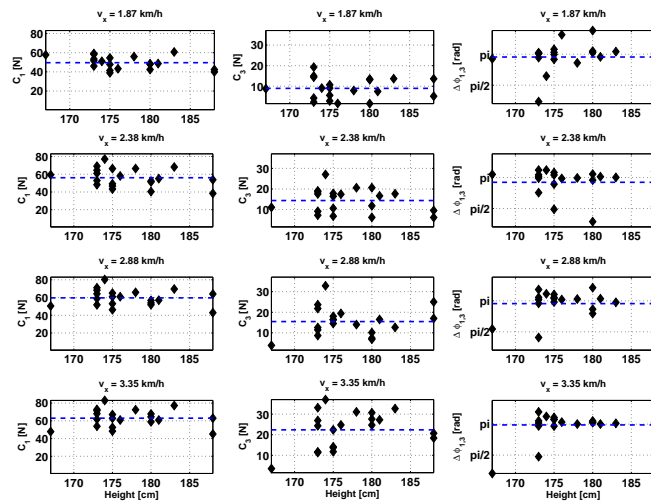 v_x = 1.87 km/h
v_x = 1.87 km/h
v_x = 1.87 km/h
C_1 [N]
80
60
40
20
170 175 180 185
C_3 [N]
30
20
10
170 175 180 185
Δ ϕ_1,3 [rad]
pi
pi/2
170 175 180 185
v_x = 2.38 km/h
v_x = 2.38 km/h
v_x = 2.38 km/h
C_1 [N]
80
60
40
20
170 175 180 185
C_3 [N]
30
20
10
170 175 180 185
Δ ϕ_1,3 [rad]
pi
pi/2
170 175 180 185
v_x = 2.88 km/h
v_x = 2.88 km/h
v_x = 2.88 km/h
C_1 [N]
80
60
40
20
170 175 180 185
C_3 [N]
30
20
10
170 175 180 185
Δ ϕ_1,3 [rad]
pi
pi/2
170 175 180 185
v_x = 3.35 km/h
v_x = 3.35 km/h
v_x = 3.35 km/h
C_1 [N]
80
60
40
20
170 175 180 185
Height [cm]
C_3 [N]
30
20
10
170 175 180 185
Height [cm]
Δ ϕ_1,3 [rad]
pi
pi/2
170 175 180 185
Height [cm]